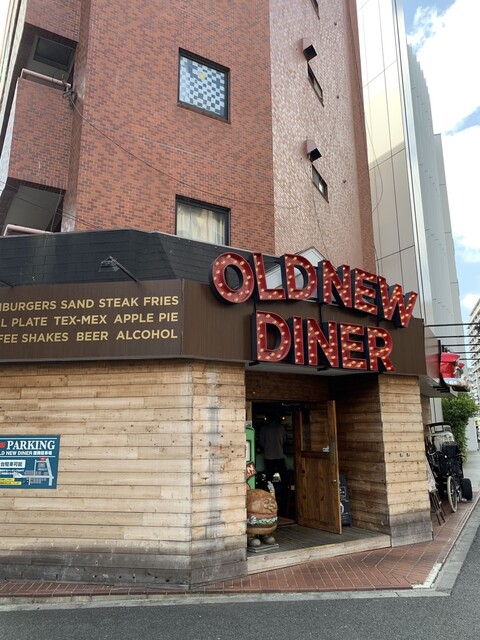 OLD NEW
DINER
BURGERS SAND STEAK FRIES
PLATE TEX-MEX APPLE PIE
SHAKES BEER ALCOHOL
PARKING
OLD NEW DINER